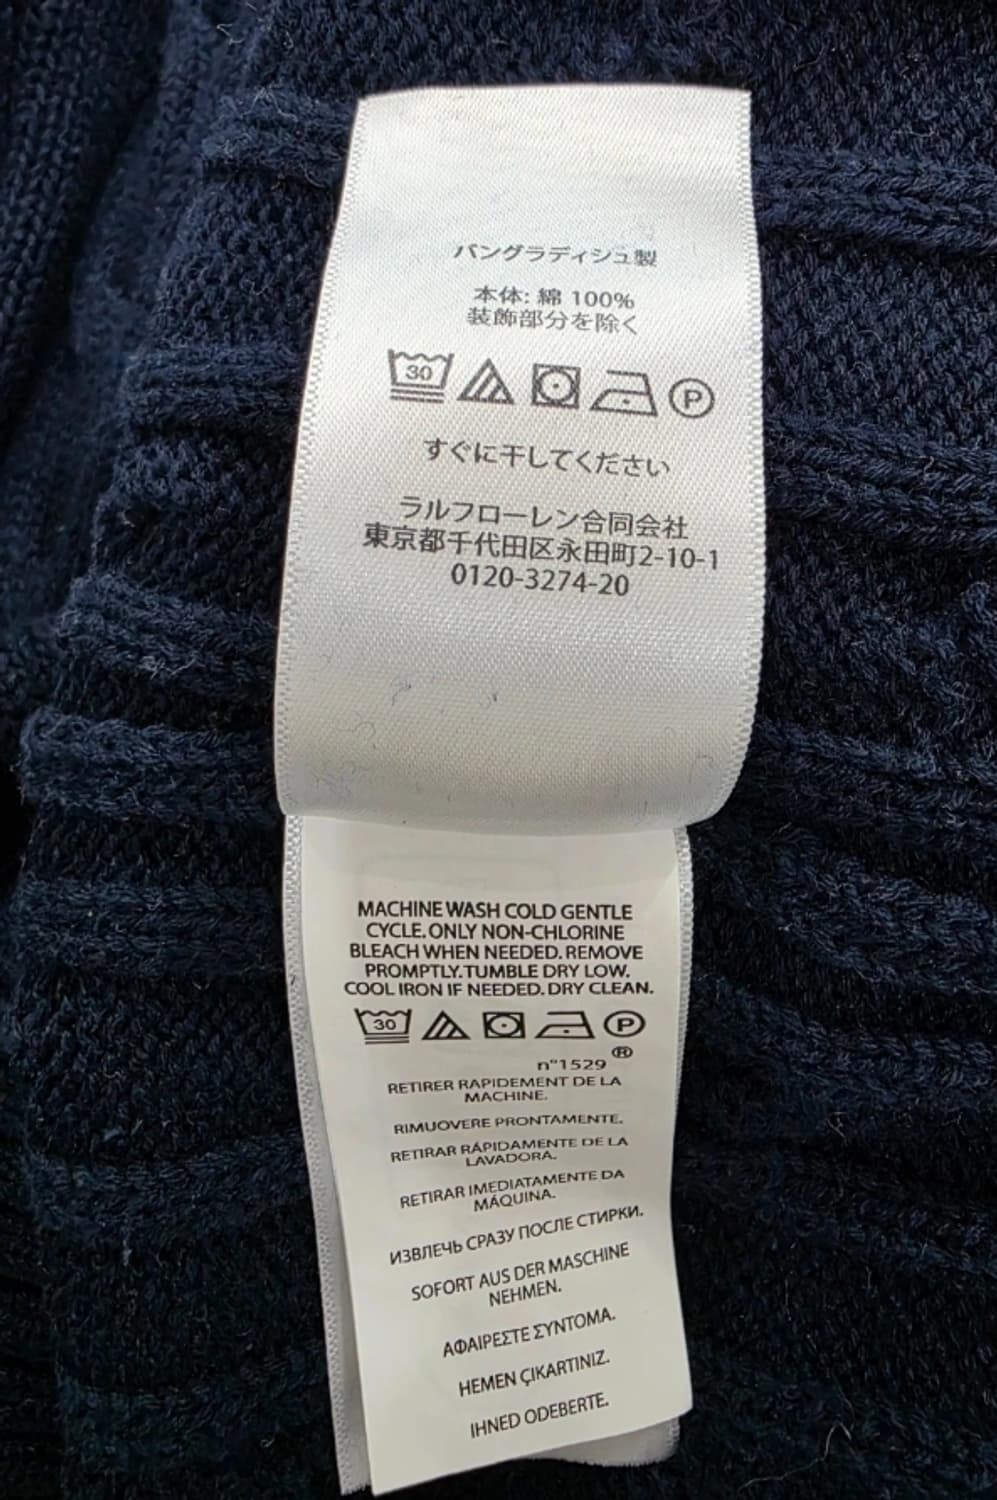 バングラディシュ製
本体: 綿 100%
装飾部分を除く
30 P
すぐに干してください
ラルフローレン合同会社
東京都千代田区永田町2-10-1
0120-3274-20
MACHINE WASH COLD GENTLE
CYCLE. ONLY NON-CHLORINE
BLEACH WHEN NEEDED. REMOVE
PROMPTLY. TUMBLE DRY LOW.
COOL IRON IF NEEDED. DRY CLEAN.
30 P
n°1529 ®
RETIRER RAPIDEMENT DE LA
MACHINE.
RIMUOVERE PRONTAMENTE.
RETIRAR RÁPIDAMENTE DE LA
LAVADORA.
RETIRAR IMEDIATAMENTE DA
MÁQUINA.
ИЗВЛЕЧЬ СРАЗУ ПОСЛЕ СТИРКИ.
SOFORT AUS DER MASCHINE
NEHMEN.
ΑΦΑΙΡΕΣΤΕ ΣΥΝΤΟΜΑ.
HEMEN ÇIKARTINIZ.
IHNED ODEBERTE.